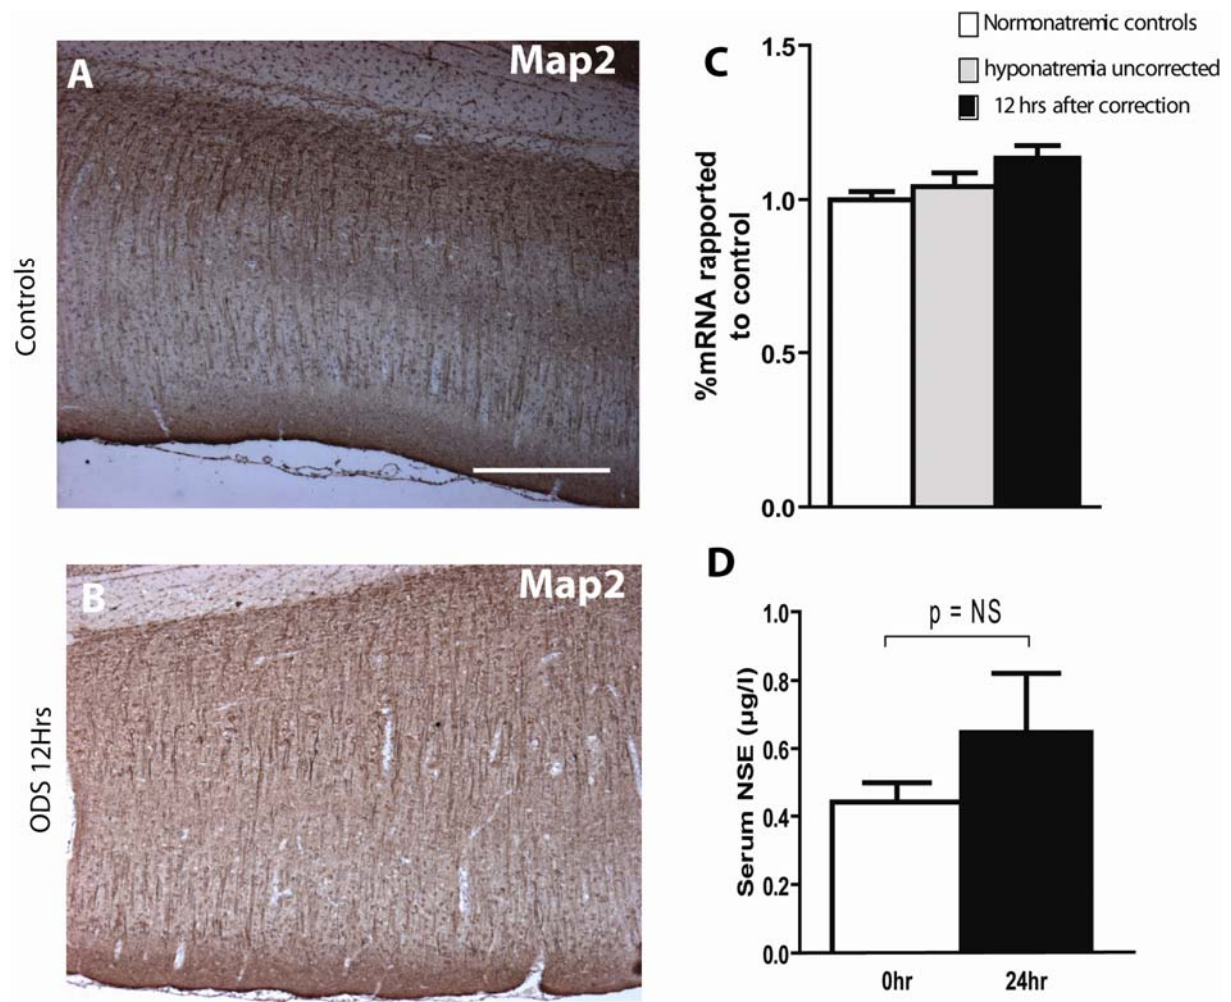 A
Map2
Controls
B
Map2
ODS 12Hrs
C
Normonatremic controls
hyponatremia uncorrected
12 hrs after correction
1.5
1.0
0.5
0.0
%mRNA rapported
to control
D
p = NS
1.0
0.8
0.6
0.4
0.2
0.0
Serum NSE (µg/l)
0hr
24hr